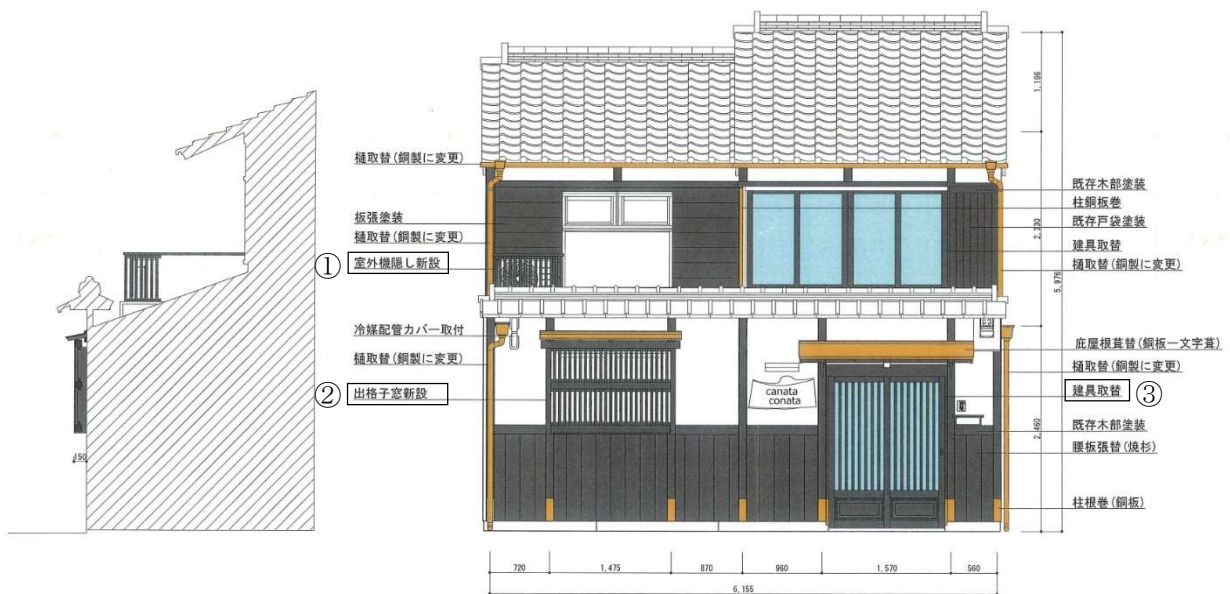 樋取替(銅製に変更)
板張塗装
樋取替(銅製に変更)
①室外機隠し新設
冷媒配管カバー取付
樋取替(銅製に変更)
②出格子窓新設
150
canata
conata
既存木部塗装
柱銅板巻
既存戸袋塗装
建具取替
樋取替(銅製に変更)
庇屋根葺替(銅板一文字葺)
樋取替(銅製に変更)
建具取替③
既存木部塗装
腰板張替(焼杉)
柱根巻(銅板)
1,186
2,330
5,976
2,460
720 1,475 870 960 1,570 560
6,155